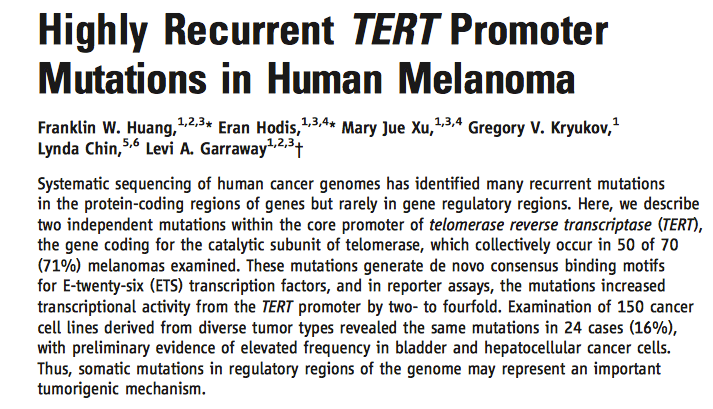 Highly Recurrent TERT Promoter
Mutations in Human Melanoma
Franklin W. Huang,1,2,3* Eran Hodis,1,3,4* Mary Jue Xu,1,3,4 Gregory V. Kryukov,1
Lynda Chin,5,6 Levi A. Garraway1,2,3†
Systematic sequencing of human cancer genomes has identified many recurrent mutations
in the protein-coding regions of genes but rarely in gene regulatory regions. Here, we describe
two independent mutations within the core promoter of telomerase reverse transcriptase (TERT),
the gene coding for the catalytic subunit of telomerase, which collectively occur in 50 of 70
(71%) melanomas examined. These mutations generate de novo consensus binding motifs
for E-twenty-six (ETS) transcription factors, and in reporter assays, the mutations increased
transcriptional activity from the TERT promoter by two- to fourfold. Examination of 150 cancer
cell lines derived from diverse tumor types revealed the same mutations in 24 cases (16%),
with preliminary evidence of elevated frequency in bladder and hepatocellular cancer cells.
Thus, somatic mutations in regulatory regions of the genome may represent an important
tumorigenic mechanism.